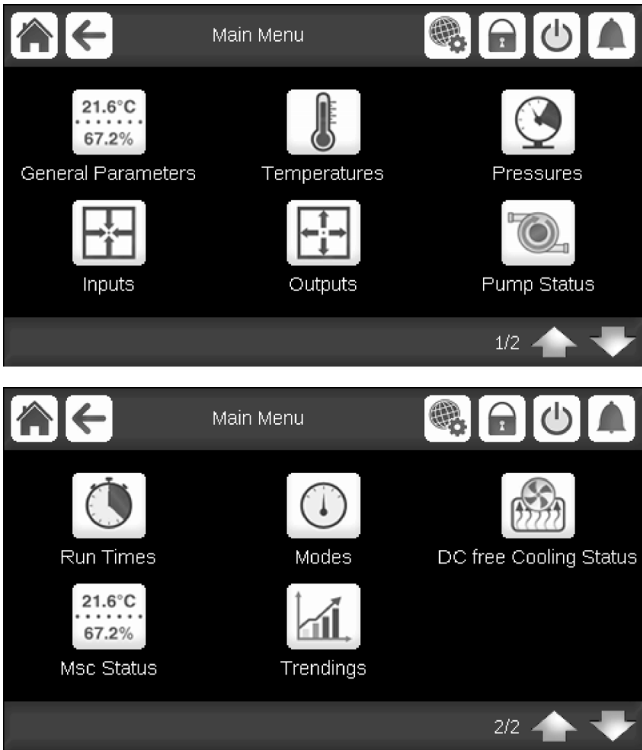 Main Menu
21.6°C
67.2%
General Parameters
Temperatures
Pressures
Inputs
Outputs
Pump Status
1/2
Main Menu
Run Times
Modes
DC free Cooling Status
21.6°C
67.2%
Msc Status
Trendings
2/2